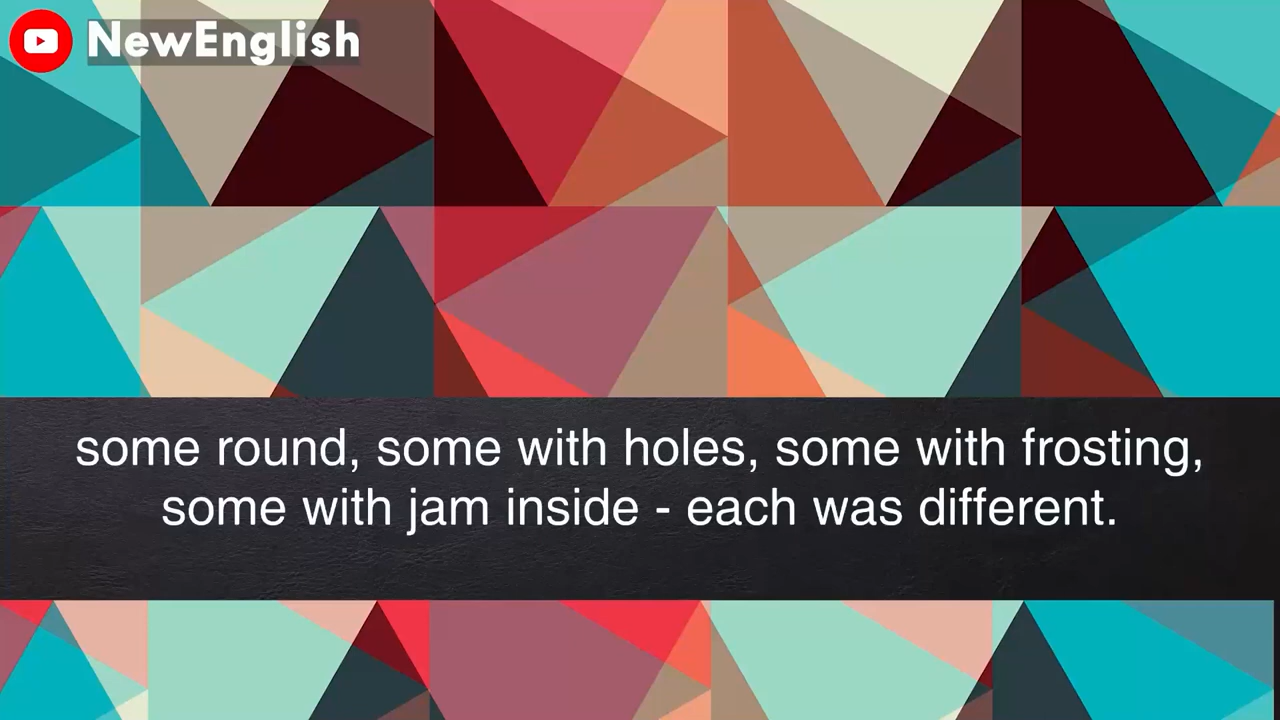 NewEnglish
some round, some with holes, some with frosting,
some with jam inside - each was different.